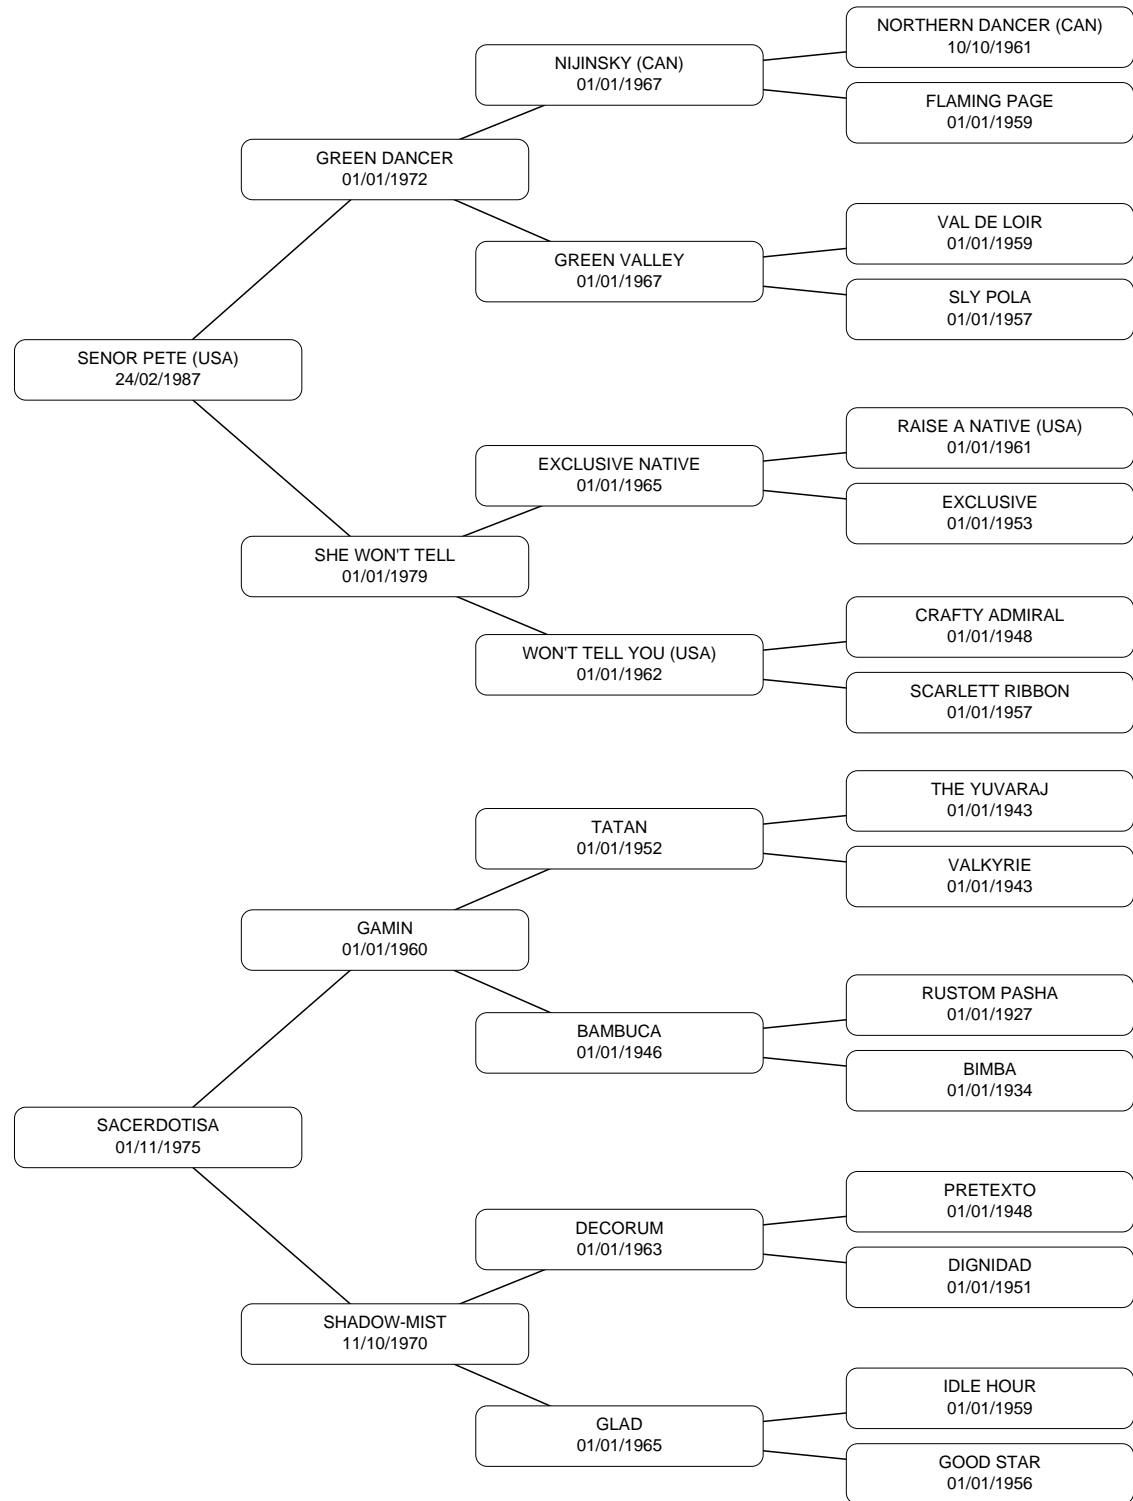 NORTHERN DANCER (CAN)
10/10/1961
NIJINSKY (CAN)
01/01/1967
FLAMING PAGE
01/01/1959
GREEN DANCER
01/01/1972
VAL DE LOIR
01/01/1959
GREEN VALLEY
01/01/1967
SLY POLA
01/01/1957
SENOR PETE (USA)
24/02/1987
RAISE A NATIVE (USA)
01/01/1961
EXCLUSIVE NATIVE
01/01/1965
EXCLUSIVE
01/01/1953
SHE WON'T TELL
01/01/1979
CRAFTY ADMIRAL
01/01/1948
WON'T TELL YOU (USA)
01/01/1962
SCARLETT RIBBON
01/01/1957
THE YUVARAJ
01/01/1943
TATAN
01/01/1952
VALKYRIE
01/01/1943
GAMIN
01/01/1960
RUSTOM PASHA
01/01/1927
BAMBUCA
01/01/1946
BIMBA
01/01/1934
SACERDOTISA
01/11/1975
PRETEXTO
01/01/1948
DECORUM
01/01/1963
DIGNIDAD
01/01/1951
SHADOW-MIST
11/10/1970
IDLE HOUR
01/01/1959
GLAD
01/01/1965
GOOD STAR
01/01/1956